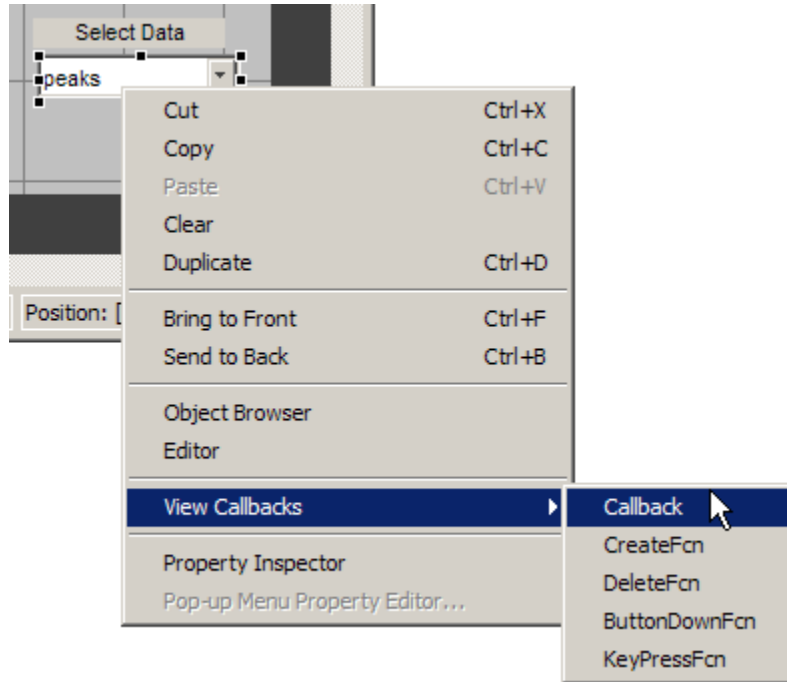 Select Data
peaks
Cut Ctrl+X
Copy Ctrl+C
Paste Ctrl+V
Clear
Duplicate Ctrl+D
Position: [
Bring to Front Ctrl+F
Send to Back Ctrl+B
Object Browser
Editor
View Callbacks
Callback
CreateFcn
DeleteFcn
ButtonDownFcn
KeyPressFcn
Property Inspector
Pop-up Menu Property Editor...